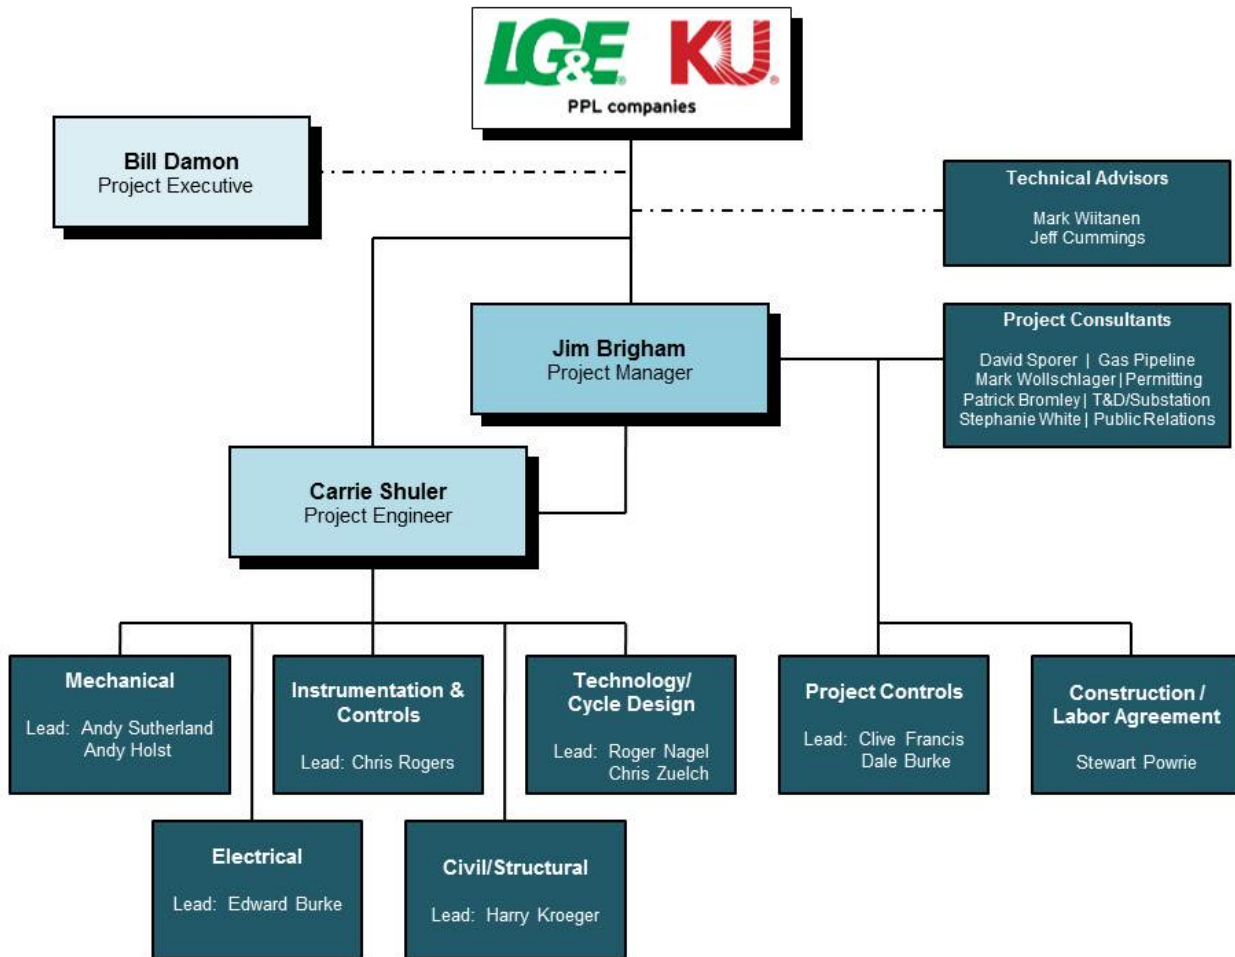 LG&E® KU®
PPL companies
Bill Damon
Project Executive
Technical Advisors
Mark Wiitanen
Jeff Cummings
Jim Brigham
Project Manager
Project Consultants
David Sporer | Gas Pipeline
Mark Wollschlager | Permitting
Patrick Bromley | T&D/Substation
Stephanie White | Public Relations
Carrie Shuler
Project Engineer
Mechanical
Lead: Andy Sutherland
Andy Holst
Instrumentation &
Controls
Lead: Chris Rogers
Technology/
Cycle Design
Lead: Roger Nagel
Chris Zuelch
Project Controls
Lead: Clive Francis
Dale Burke
Construction /
Labor Agreement
Stewart Powrie
Electrical
Lead: Edward Burke
Civil/Structural
Lead: Harry Kroeger